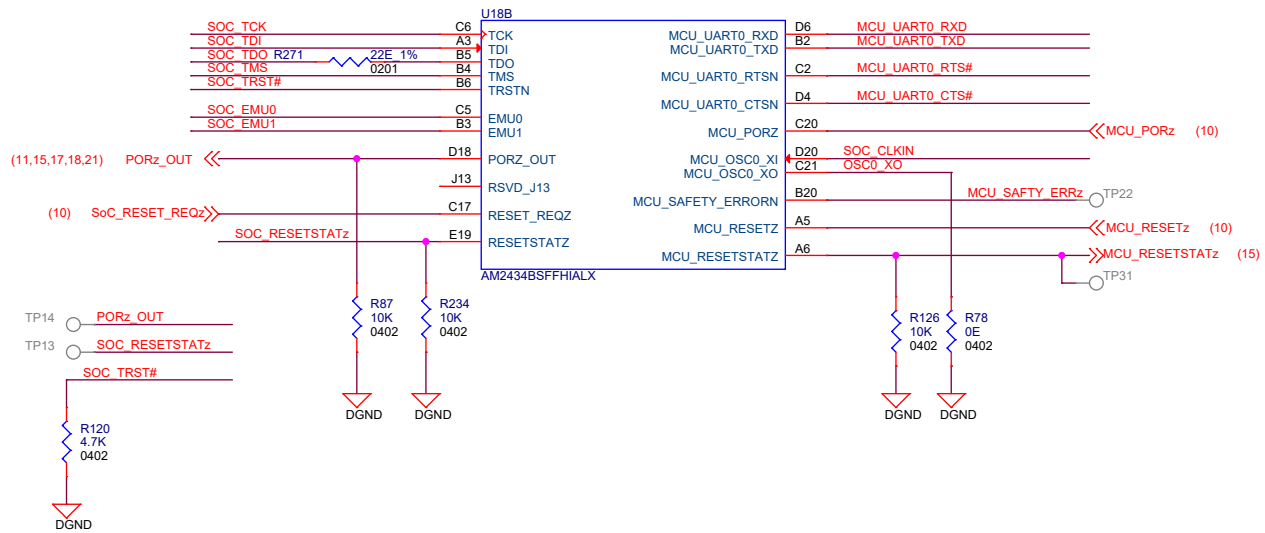 U18B
SOC_TCK C6 TCK MCU_UART0_RXD D6 MCU_UART0_RXD
SOC_TDI A3 TDI MCU_UART0_TXD B2 MCU_UART0_TXD
SOC_TDO R271 22E_1% B5 TDO
0201
SOC_TMS B4 TMS MCU_UART0_RTSN C2 MCU_UART0_RTS#
SOC_TRST# B6 TRSTN
MCU_UART0_CTSN D4 MCU_UART0_CTS#
SOC_EMU0 C5 EMU0
SOC_EMU1 B3 EMU1 MCU_PORZ C20 MCU_PORz (10)
(11,15,17,18,21) PORz_OUT D18 PORZ_OUT MCU_OSC0_XI D20 SOC_CLKIN
MCU_OSC0_XO C21 OSC0_XO
J13 RSVD_J13
MCU_SAFETY_ERRORN B20 MCU_SAFTY_ERRz TP22
(10) SoC_RESET_REQz C17 RESET_REQZ
MCU_RESETZ A5 MCU_RESETz (10)
SOC_RESETSTATz E19 RESETSTATZ
MCU_RESETSTATZ A6 MCU_RESETSTATz (15)
AM2434BSFFHIALX
TP31
R87
10K
0402
R234
10K
0402
R126
10K
0402
R78
0E
0402
DGND
DGND
DGND
DGND
TP14 PORz_OUT
TP13 SOC_RESETSTATz
SOC_TRST#
R120
4.7K
0402
DGND